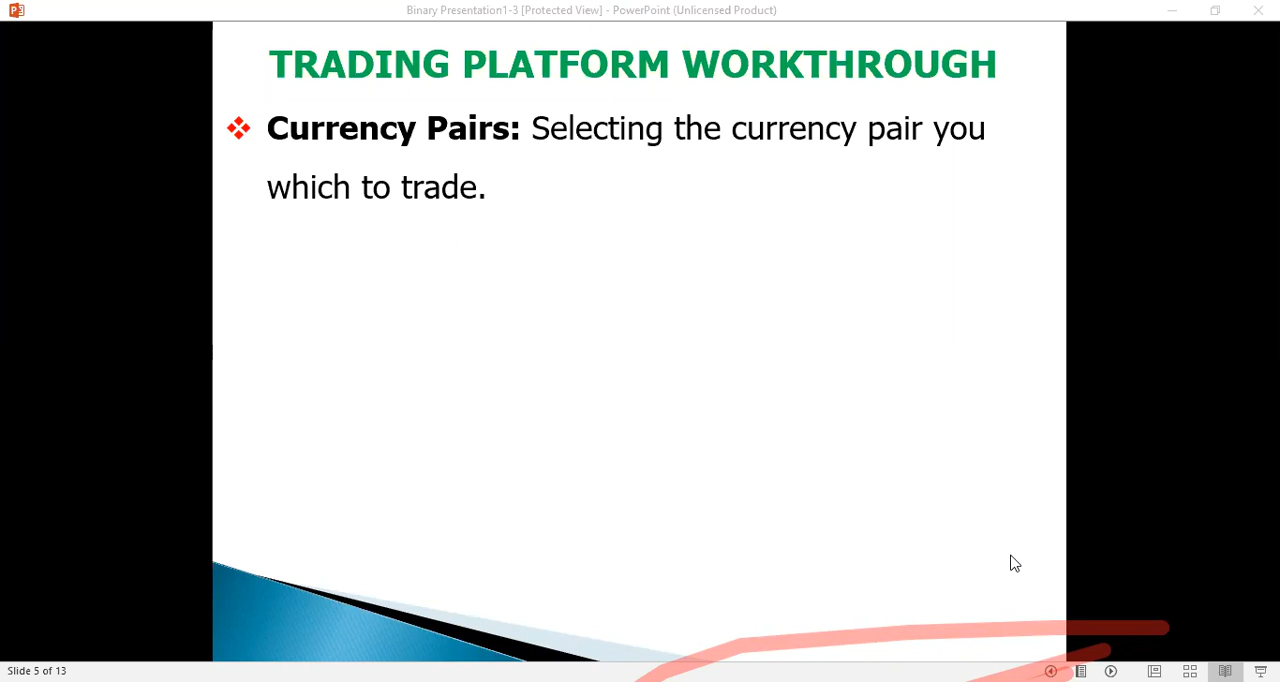 Binary Presentation1-3 [Protected View] - PowerPoint (Unlicensed Product)
TRADING PLATFORM WORKTHROUGH
Currency Pairs: Selecting the currency pair you
which to trade.
Slide 5 of 13